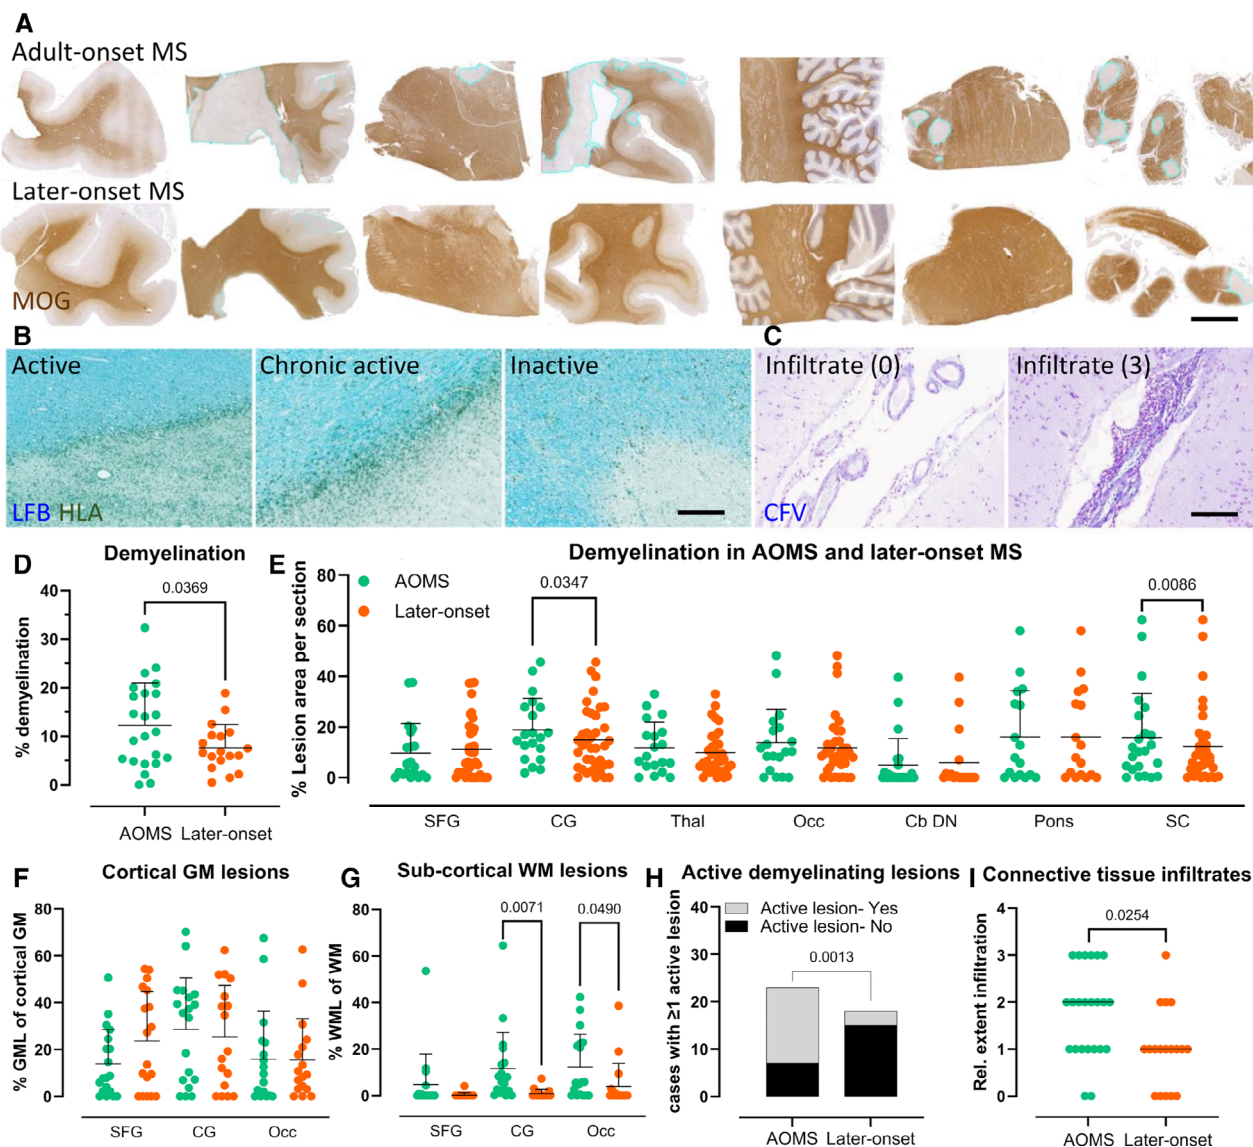 A
Adult-onset MS
Later-onset MS
MOG
B
Active
Chronic active
Inactive
LFB HLA
C
Infiltrate (0)
Infiltrate (3)
CFV
D
Demyelination
% demyelination
40
30
20
10
0
0.0369
AOMS
Later-onset
E
Demyelination in AOMS and later-onset MS
% Lesion area per section
80
60
40
20
0
AOMS
Later-onset
0.0347
0.0086
SFG
CG
Thal
Occ
Cb DN
Pons
SC
F
Cortical GM lesions
% GML of cortical GM
80
60
40
20
0
SFG
CG
Occ
G
Sub-cortical WM lesions
% WML of WM
80
60
40
20
0
0.0071
0.0490
SFG
CG
Occ
H
Active demyelinating lesions
cases with ≥1 active lesion
40
30
20
10
0
Active lesion- Yes
Active lesion- No
0.0013
AOMS
Later-onset
I
Connective tissue infiltrates
Rel. extent infiltration
4
3
2
1
0
0.0254
AOMS
Later-onset